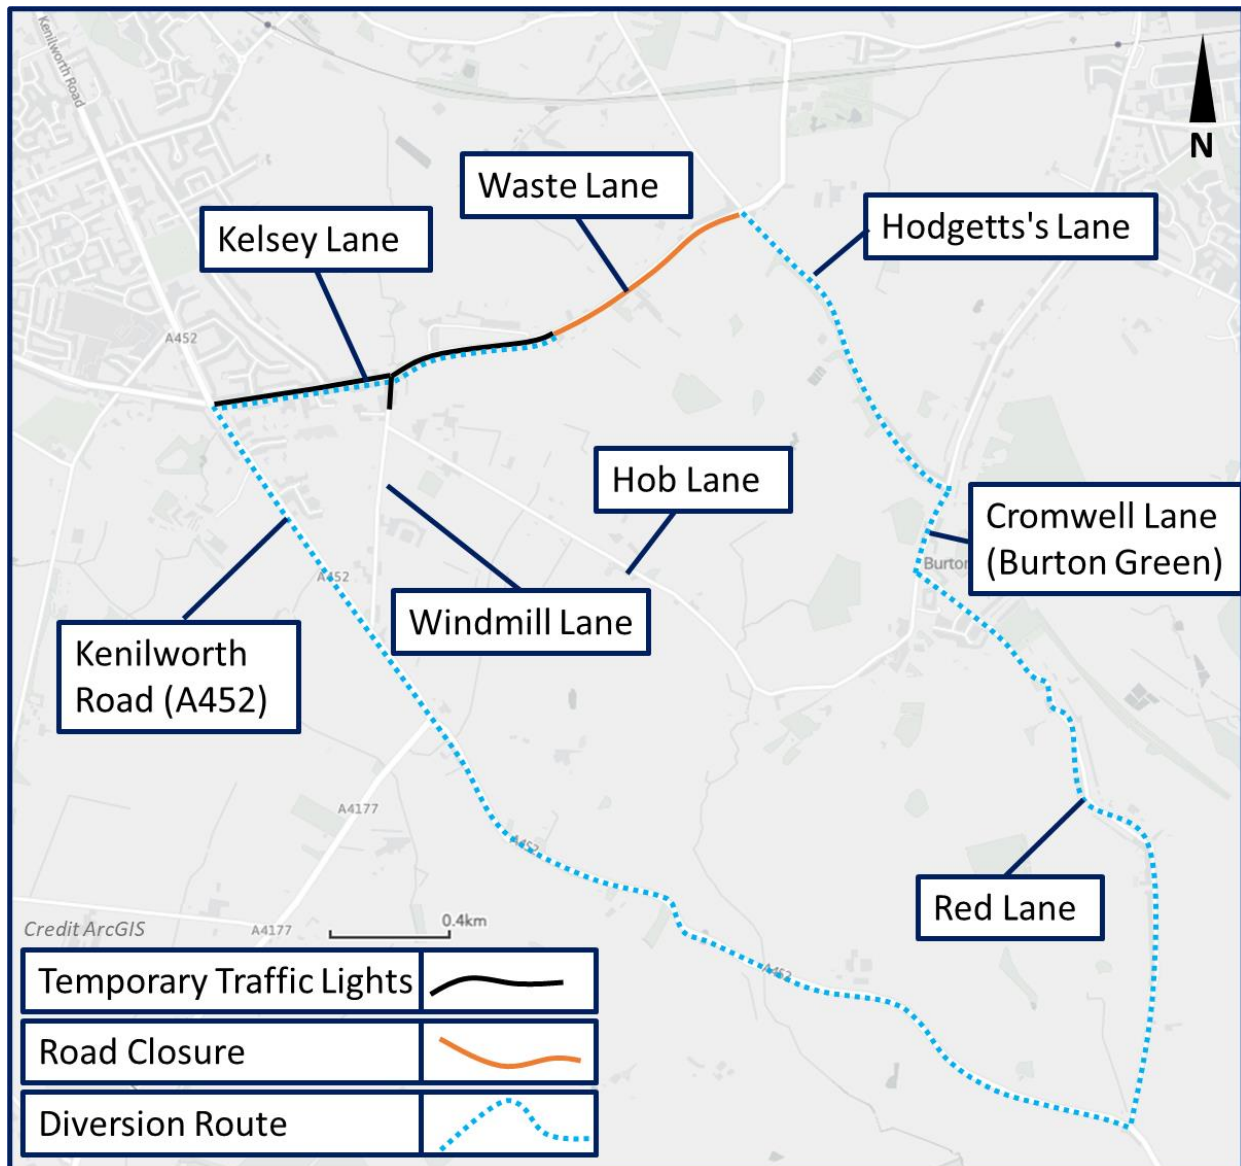 Kenilworth Road
N
Waste Lane
Kelsey Lane
Hodgetts's Lane
A452
Hob Lane
Cromwell Lane
(Burton Green)
Burton
A452
Windmill Lane
Kenilworth
Road (A452)
A4177
A452
Red Lane
Credit ArcGIS
A4177
0.4km
A452
Temporary Traffic Lights
Road Closure
Diversion Route